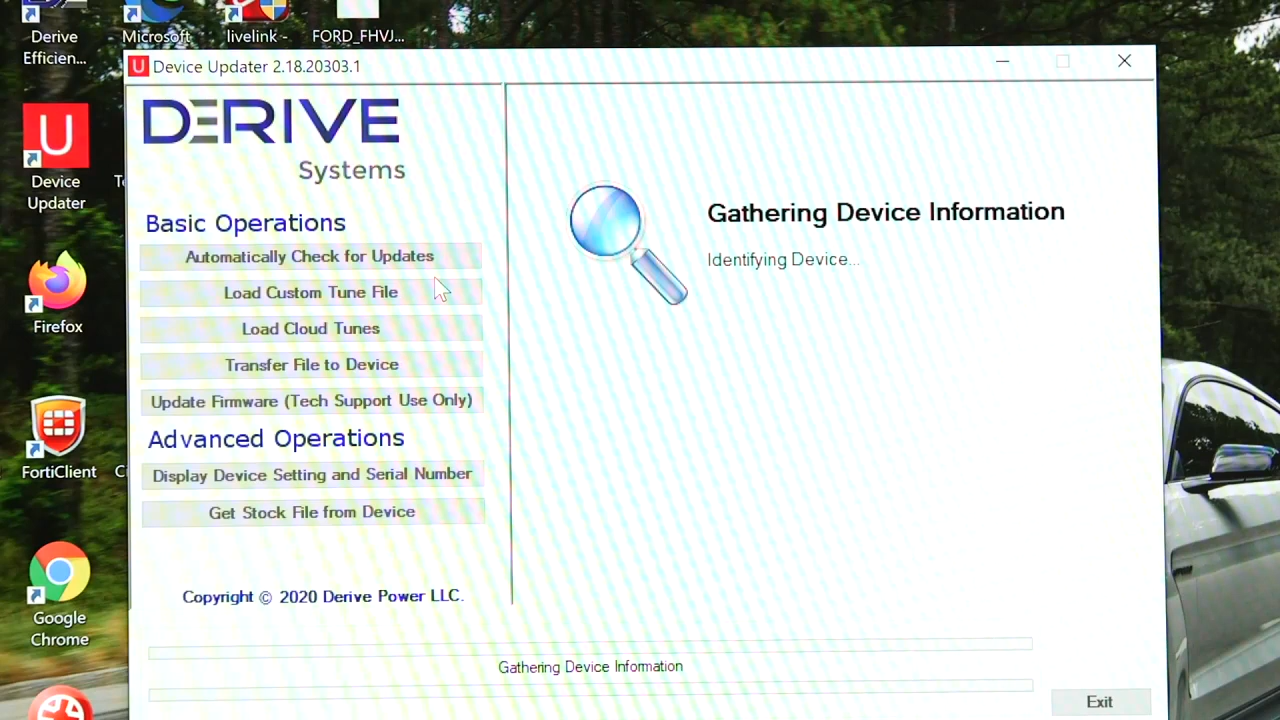 Derive
Efficien...
Microsoft
livelink -
FORD_FHVJ...
U
Device Updater 2.18.20303.1
DERIVE
Systems
U
Device
Updater
Firefox
FortiClient
Google
Chrome
Basic Operations
Automatically Check for Updates
Load Custom Tune File
Load Cloud Tunes
Transfer File to Device
Update Firmware (Tech Support Use Only)
Advanced Operations
Display Device Setting and Serial Number
Get Stock File from Device
Copyright © 2020 Derive Power LLC.
Gathering Device Information
Identifying Device...
Gathering Device Information
Exit